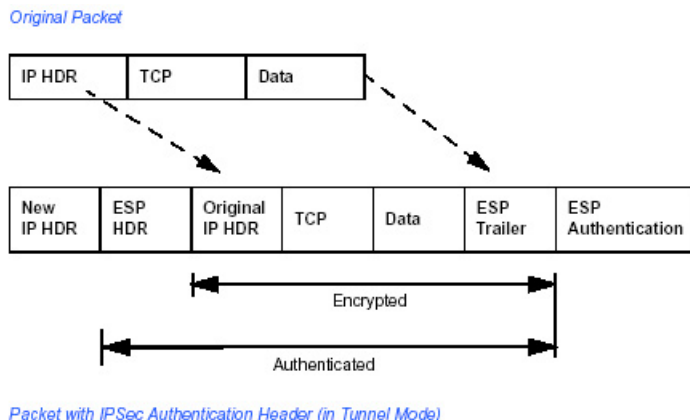 Original Packet
IP HDR TCP Data
New IP HDR ESP HDR Original IP HDR TCP Data ESP Trailer ESP Authentication
Encrypted
Authenticated
Packet with IPSec Authentication Header (in Tunnel Mode)